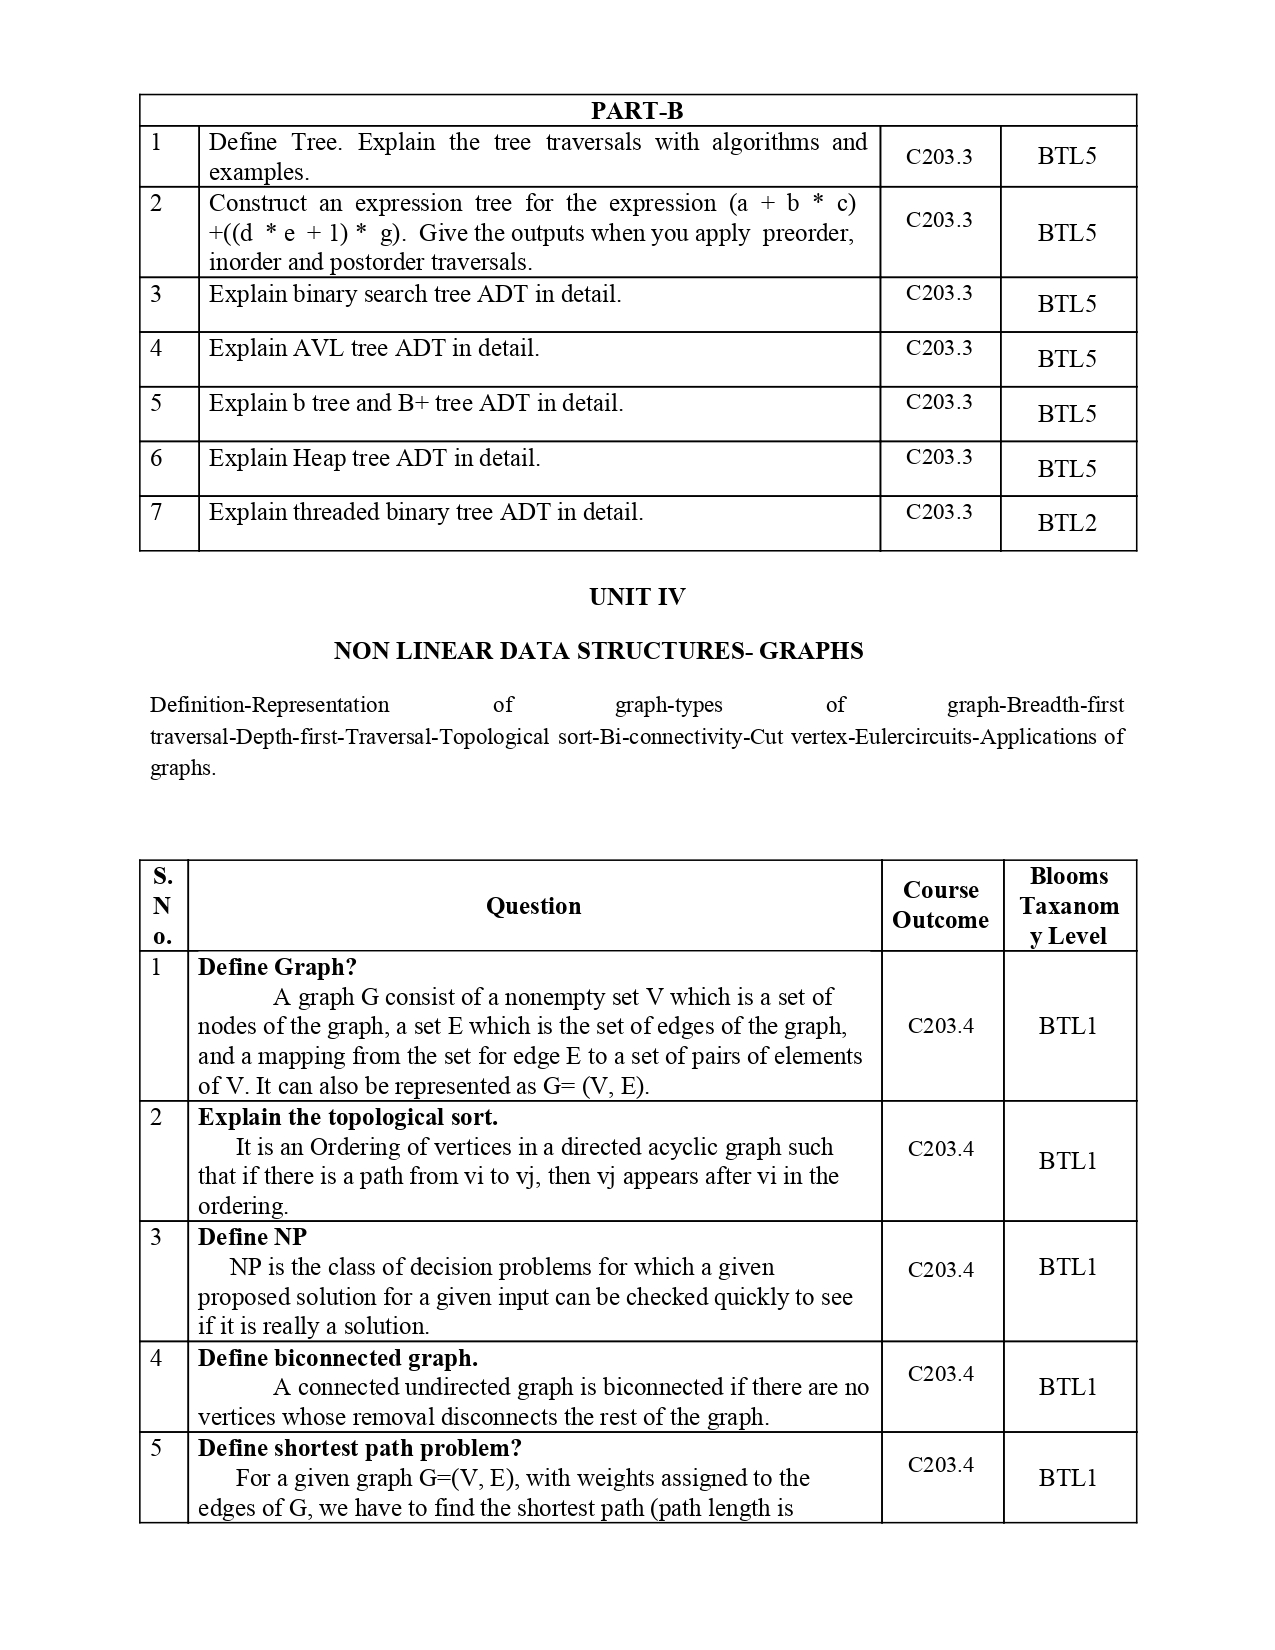 PART-B
1 Define Tree. Explain the tree traversals with algorithms and C203.3 BTL5
examples.
2 Construct an expression tree for the expression (a + b * c) C203.3 BTL5
+((d * e + 1) * g). Give the outputs when you apply preorder,
inorder and postorder traversals.
3 Explain binary search tree ADT in detail. C203.3 BTL5
4 Explain AVL tree ADT in detail. C203.3 BTL5
5 Explain b tree and B+ tree ADT in detail. C203.3 BTL5
6 Explain Heap tree ADT in detail. C203.3 BTL5
7 Explain threaded binary tree ADT in detail. C203.3 BTL2
UNIT IV
NON LINEAR DATA STRUCTURES- GRAPHS
Definition-Representation of graph-types of graph-Breadth-first
traversal-Depth-first-Traversal-Topological sort-Bi-connectivity-Cut vertex-Eulercircuits-Applications of
graphs.
S.
N
o.
Question
Course
Outcome
Blooms
Taxanom
y Level
1 Define Graph?
A graph G consist of a nonempty set V which is a set of
nodes of the graph, a set E which is the set of edges of the graph, C203.4 BTL1
and a mapping from the set for edge E to a set of pairs of elements
of V. It can also be represented as G= (V, E).
2 Explain the topological sort.
It is an Ordering of vertices in a directed acyclic graph such C203.4 BTL1
that if there is a path from vi to vj, then vj appears after vi in the
ordering.
3 Define NP
NP is the class of decision problems for which a given C203.4 BTL1
proposed solution for a given input can be checked quickly to see
if it is really a solution.
4 Define biconnected graph.
A connected undirected graph is biconnected if there are no C203.4 BTL1
vertices whose removal disconnects the rest of the graph.
5 Define shortest path problem?
For a given graph G=(V, E), with weights assigned to the C203.4 BTL1
edges of G, we have to find the shortest path (path length is